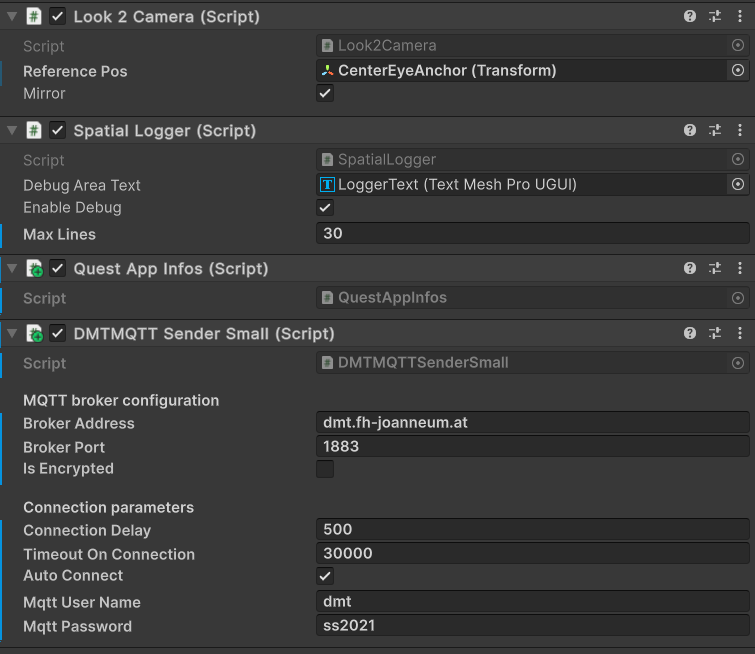 Look 2 Camera (Script)
Script Look2Camera
Reference Pos CenterEyeAnchor (Transform)
Mirror
Spatial Logger (Script)
Script SpatialLogger
Debug Area Text LoggerText (Text Mesh Pro UGUI)
Enable Debug
Max Lines 30
Quest App Infos (Script)
Script QuestAppInfos
DMTMQTT Sender Small (Script)
Script DMTMQTTSenderSmall
MQTT broker configuration
Broker Address dmt.fh-joanneum.at
Broker Port 1883
Is Encrypted
Connection parameters
Connection Delay 500
Timeout On Connection 30000
Auto Connect
Mqtt User Name dmt
Mqtt Password ss2021